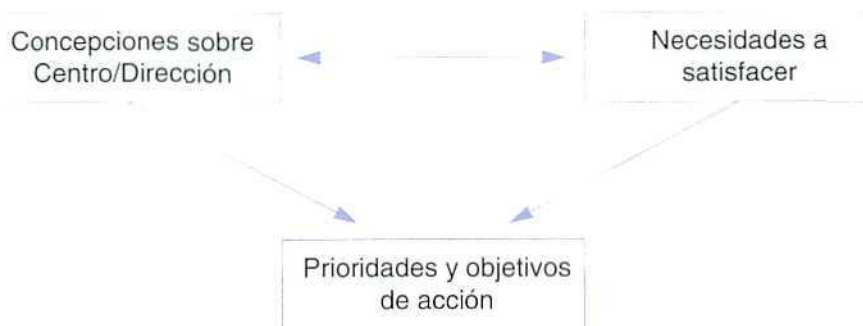 Concepciones sobre
Centro/Dirección
Necesidades a
satisfacer
Prioridades y objetivos
de acción